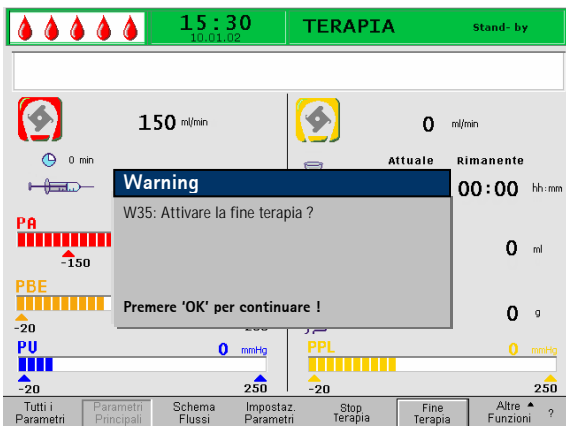 15:30
10.01.02
TERAPIA
Stand- by
150 ml/min
0 ml/min
0 min
Attuale Rimanente
00:00 hh:mm
Warning
W35: Attivare la fine terapia ?
Premere 'OK' per continuare !
PA
-150
0 ml
PBE
-20
0 g
PV 0 mmHg
PPL 0 mmHg
-20 250
-20 250
Tutti i Parametri
Parametri Principali
Schema Flussi
Impostaz. Parametri
Stop Terapia
Fine Terapia
Altre Funzioni
?